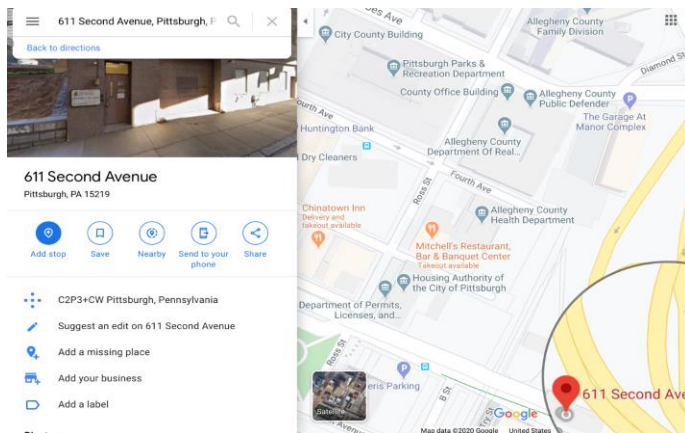 611 Second Avenue, Pittsburgh, P
Back to directions
611 Second Avenue
Pittsburgh, PA 15219
Add stop
Save
Nearby
Send to your
phone
Share
C2P3+CW Pittsburgh, Pennsylvania
Suggest an edit on 611 Second Avenue
Add a missing place
Add your business
Add a label
es Ave
City County Building
Allegheny County
Family Division
Diamond St
Pittsburgh Parks &
Recreation Department
County Office Building
Allegheny County
Public Defender
The Garage At
Manor Complex
ourth Ave
Huntington Bank
Allegheny County
Department Of Real...
l Dry Cleaners
Fourth Ave
Ross St
Chinatown Inn
Delivery and
takeout available
Allegheny County
Health Department
Mitchell's Restaurant,
Bar & Banquet Center
Takeout available
Housing Authority of
the City of Pittsburgh
Department of Permits,
Licenses, and...
Ross St
P
eris Parking
B St
Satellite
Google
611 Second Ave
Map data ©2020 Google
United States